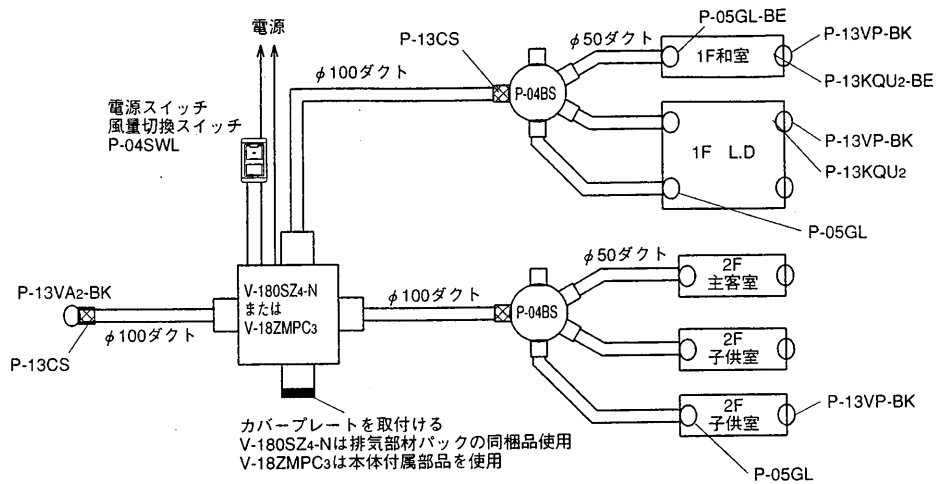 電源
P-13CS
φ50ダクト
P-05GL-BE
1F和室
P-13VP-BK
P-13KQU2-BE
φ100ダクト
P-04BS
電源スイッチ
風量切換スイッチ
P-04SWL
1F L.D
P-13VP-BK
P-13KQU2
P-05GL
φ50ダクト
2F
主客室
P-13VA2-BK
V-180SZ4-N
または
V-18ZMPC3
φ100ダクト
P-04BS
φ100ダクト
P-13CS
2F
子供室
2F
子供室
P-13VP-BK
P-05GL
カバープレートを取付ける
V-180SZ4-Nは排気部材パックの同梱品使用
V-18ZMPC3は本体付属部品を使用